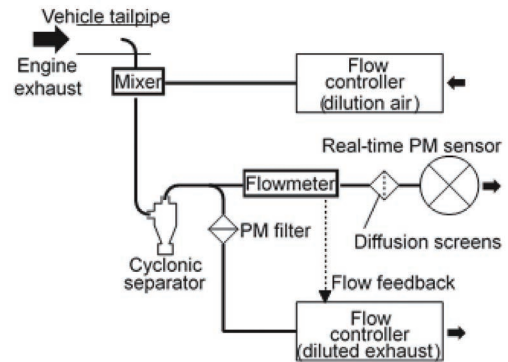 Vehicle tailpipe
Engine
exhaust
Mixer
Flow
controller
(dilution air)
Real-time PM sensor
Flowmeter
PM filter
Diffusion screens
Cyclonic
separator
Flow feedback
Flow
controller
(diluted exhaust)